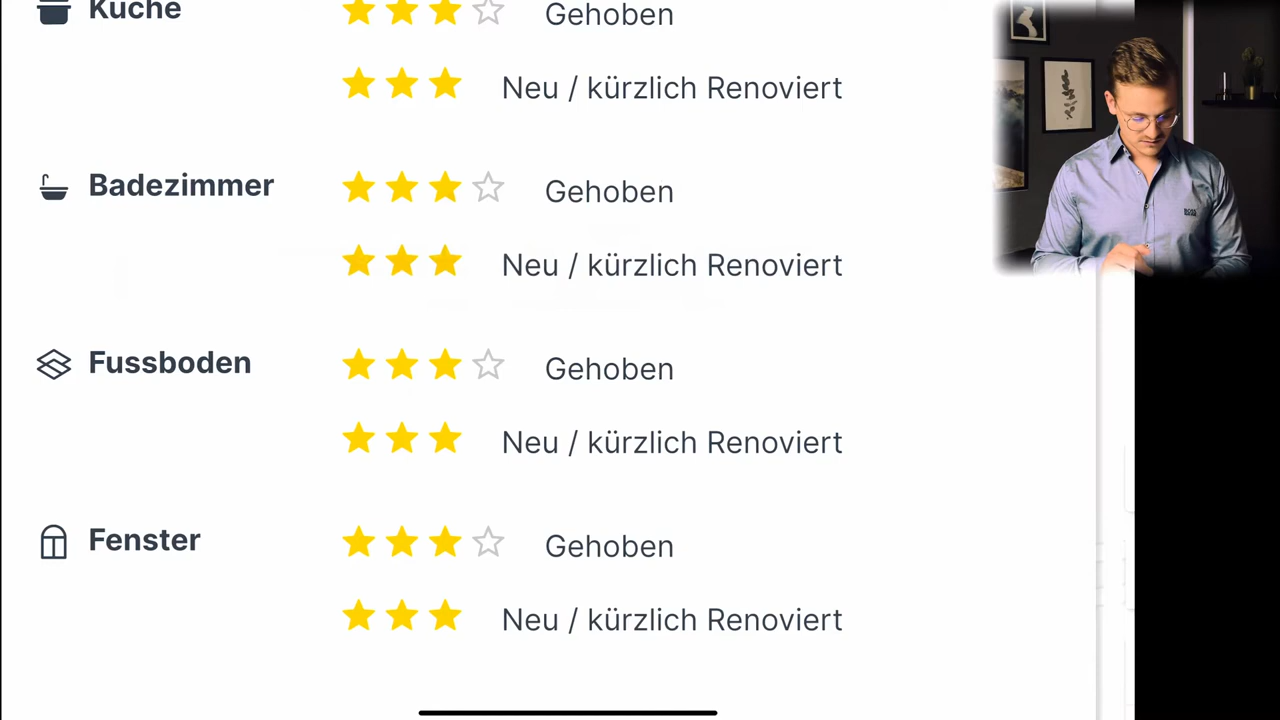 Küche
Gehoben
Neu / kürzlich Renoviert
Badezimmer
Gehoben
Neu / kürzlich Renoviert
Fussboden
Gehoben
Neu / kürzlich Renoviert
Fenster
Gehoben
Neu / kürzlich Renoviert
BOSS